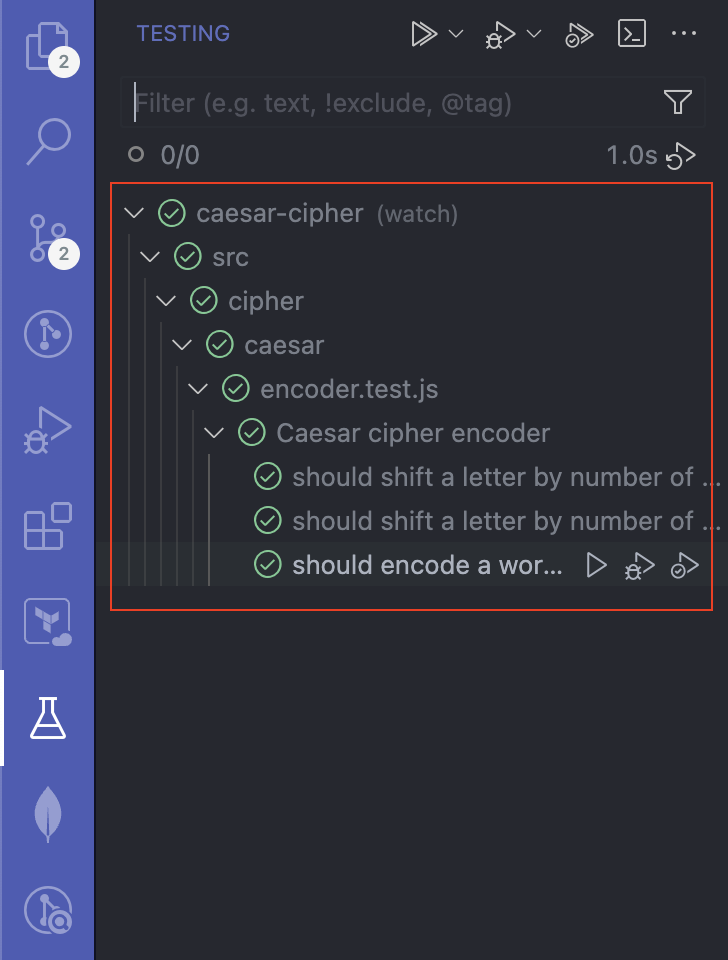 TESTING
2
Filter (e.g. text, !exclude, @tag)
0/0 1.0s
caesar-cipher (watch)
src
2
cipher
caesar
encoder.test.js
Caesar cipher encoder
should shift a letter by number of ...
should shift a letter by number of ...
should encode a wor...